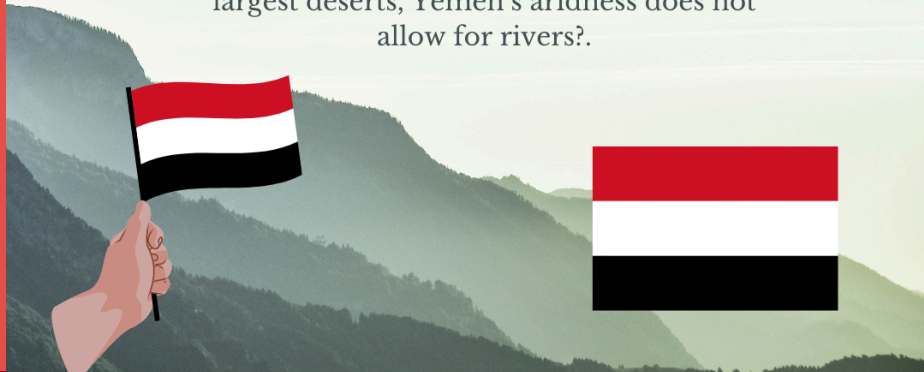 largest deserts, Yemen's aridness does not
allow for rivers?.